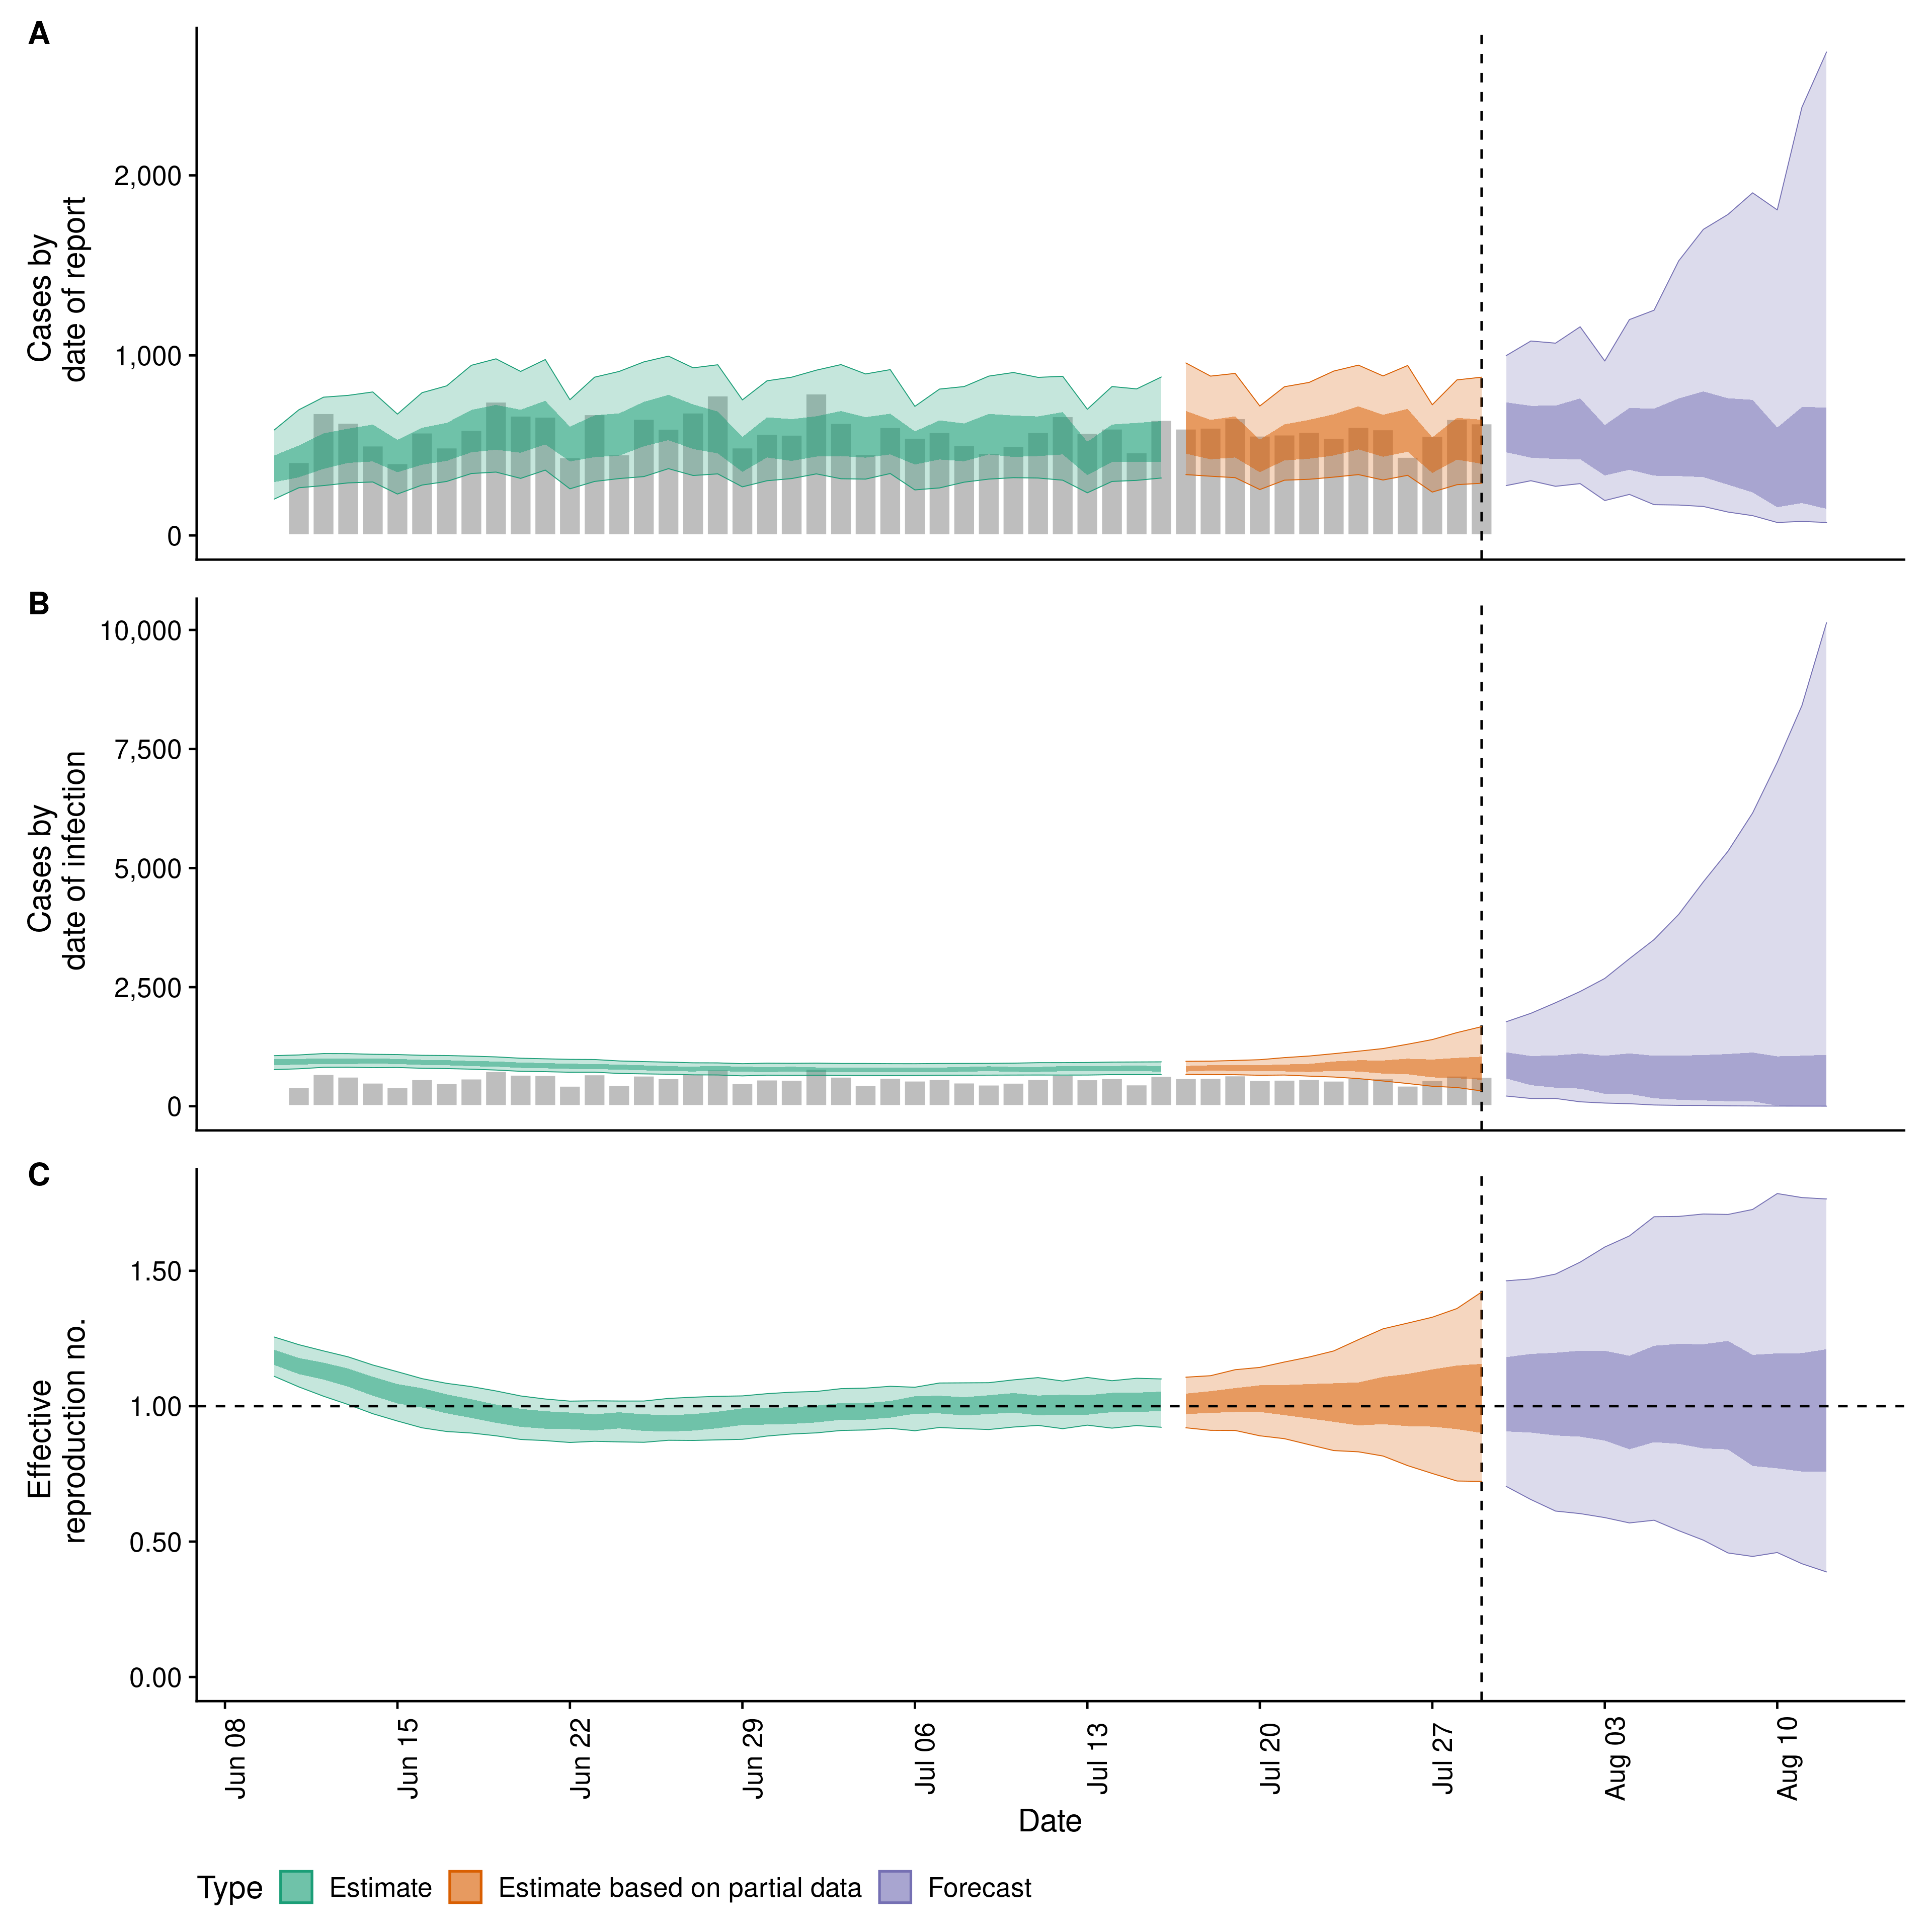 A
2,000
1,000
0
Cases by
date of report
B
10,000
7,500
5,000
2,500
0
Cases by
date of infection
C
1.50
1.00
0.50
0.00
Effective
reproduction no.
Jun 08
Jun 15
Jun 22
Jun 29
Jul 06
Jul 13
Jul 20
Jul 27
Aug 03
Aug 10
Date
Type Estimate Estimate based on partial data Forecast